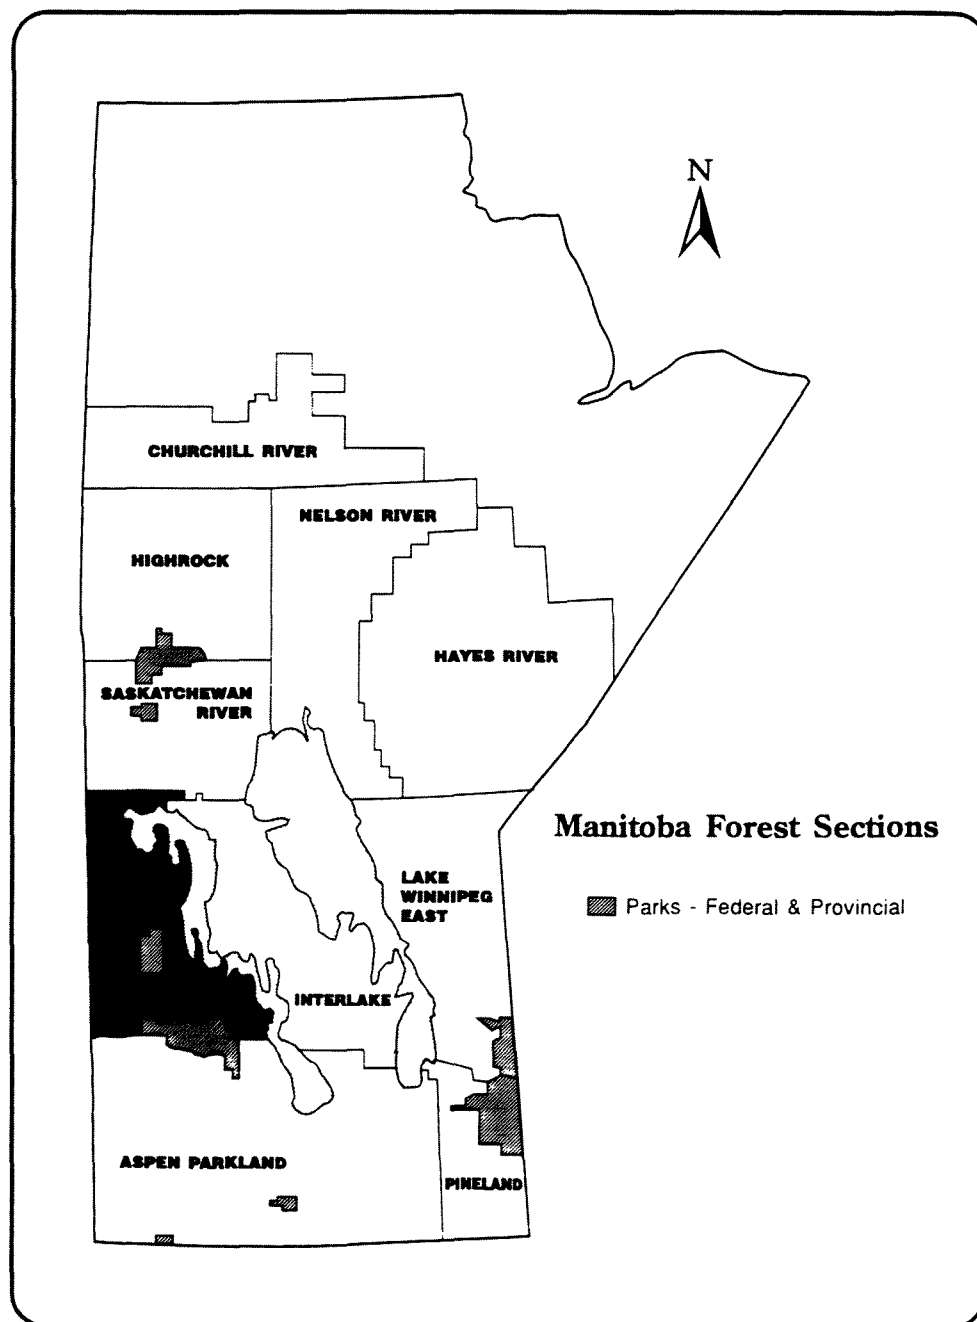 N
CHURCHILL RIVER
NELSON RIVER
HIGHROCK
HAYES RIVER
SASKATCHEWAN
RIVER
Manitoba Forest Sections
LAKE
WINNIPEG
EAST
Parks - Federal & Provincial
INTERLAKE
ASPEN PARKLAND
PINELAND